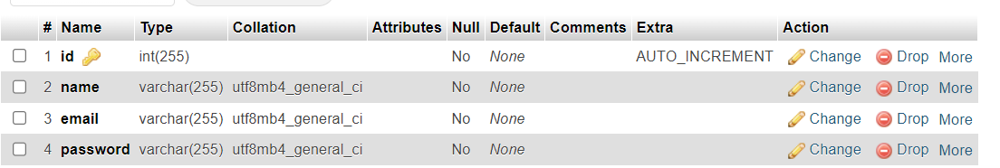 # Name Type Collation Attributes Null Default Comments Extra Action
1 id int(255) No None AUTO_INCREMENT Change Drop More
2 name varchar(255) utf8mb4_general_ci No None Change Drop More
3 email varchar(255) utf8mb4_general_ci No None Change Drop More
4 password varchar(255) utf8mb4_general_ci No None Change Drop More